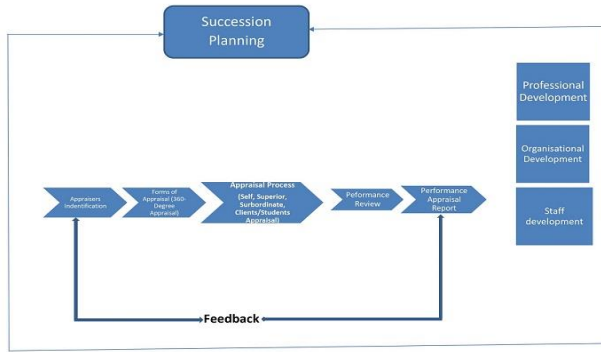 Succession
Planning
Professional
Development
Organisational
Development
Staff
development
Appraisers
Indentification
Forms of
Appraisal (360-
Degree
Appraisal)
Appraisal Process
(Self, Superior,
Surbordinate,
Clients/Students
Appraisal)
Peformance
Review
Performance
Appraisal
Report
Feedback